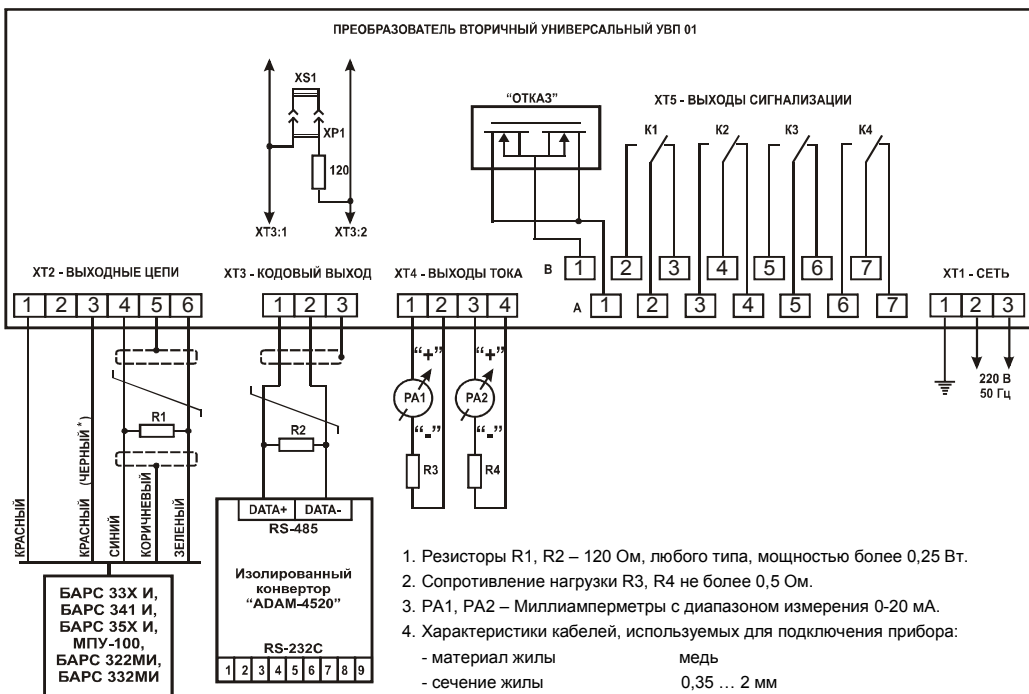 ПРЕОБРАЗОВАТЕЛЬ ВТОРИЧНЫЙ УНИВЕРСАЛЬНЫЙ УВП 01
XS1
XP1
120
XT3:1 XT3:2
“ОТКАЗ”
XT5 - ВЫХОДЫ СИГНАЛИЗАЦИИ
К1 К2 К3 К4
В 1 2 3 4 5 6 7
А 1 2 3 4 5 6 7
XT2 - ВЫХОДНЫЕ ЦЕПИ
1 2 3 4 5 6
XT3 - КОДОВЫЙ ВЫХОД
1 2 3
XT4 - ВЫХОДЫ ТОКА
1 2 3 4
XT1 - СЕТЬ
1 2 3
220 В
50 Гц
“+” “+”
PA1 PA2
“-” “-”
R3 R4
R1
R2
КРАСНЫЙ
КРАСНЫЙ (ЧЕРНЫЙ *)
СИНИЙ
КОРИЧНЕВЫЙ
ЗЕЛЕНЫЙ
БАРС 33Х И,
БАРС 341 И,
БАРС 35Х И,
МПУ-100,
БАРС 322МИ,
БАРС 332МИ
DATA+ DATA-
RS-485
Изолированный
конвертор
“ADAM-4520”
RS-232C
1 2 3 4 5 6 7 8 9
1. Резисторы R1, R2 – 120 Ом, любого типа, мощностью более 0,25 Вт.
2. Сопротивление нагрузки R3, R4 не более 0,5 Ом.
3. PA1, PA2 – Миллиамперметры с диапазоном измерения 0-20 мА.
4. Характеристики кабелей, используемых для подключения прибора:
- материал жилы медь
- сечение жилы 0,35 … 2 мм